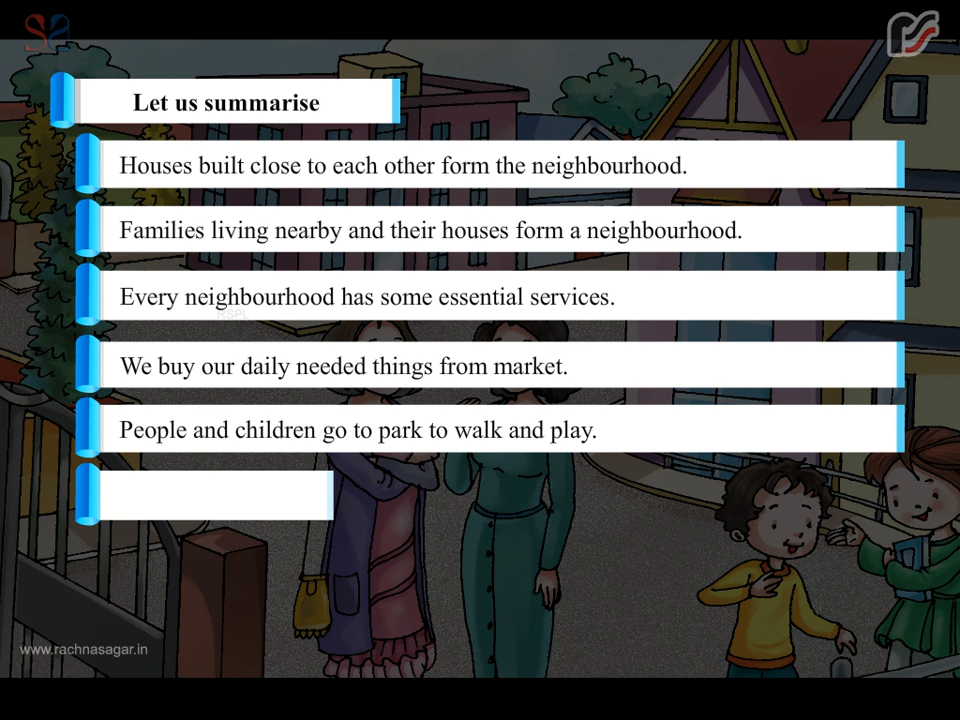 Let us summarise
Houses built close to each other form the neighbourhood.
Families living nearby and their houses form a neighbourhood.
Every neighbourhood has some essential services.
RSPL
We buy our daily needed things from market.
People and children go to park to walk and play.
www.rachnasagar.in